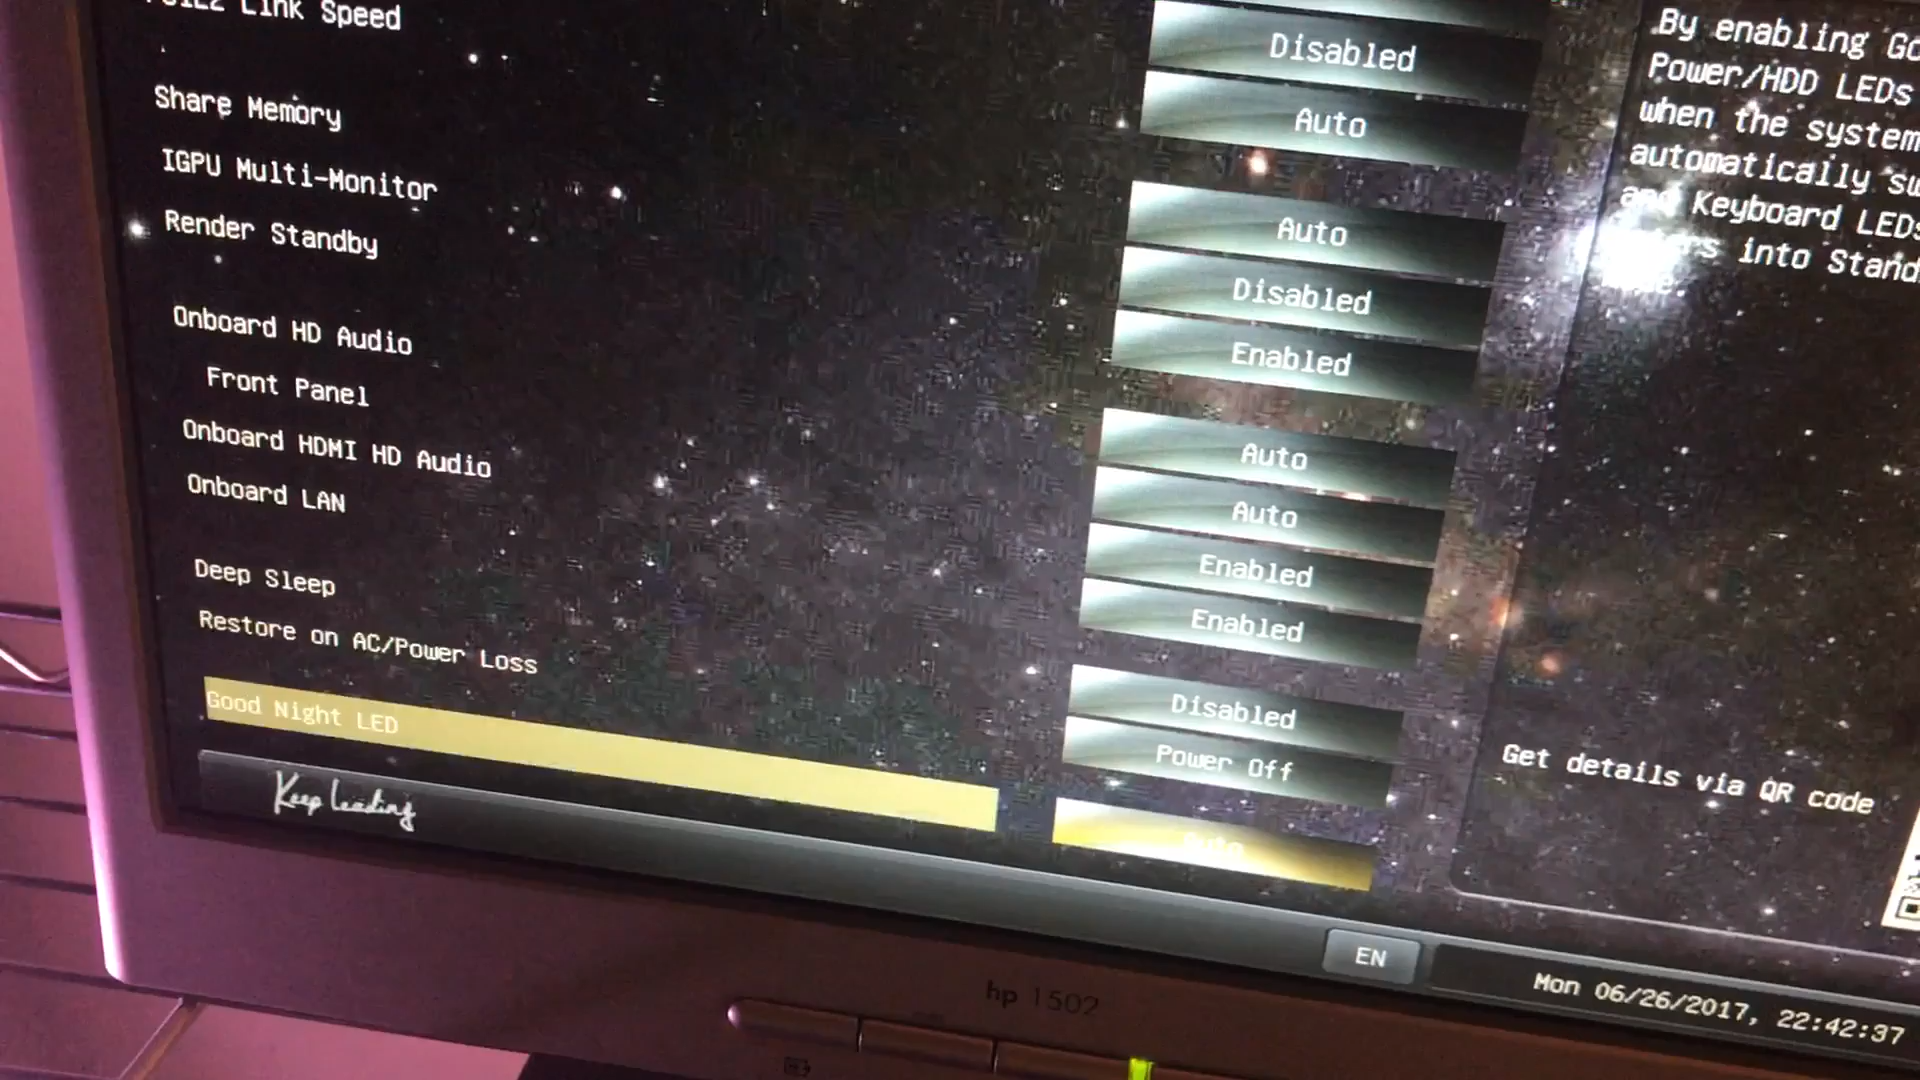 Link Speed
Share Memory
IGPU Multi-Monitor
Render Standby
Onboard HD Audio
Front Panel
Onboard HDMI HD Audio
Onboard LAN
Deep Sleep
Restore on AC/Power Loss
Good Night LED
Disabled
Auto
Auto
Disabled
Enabled
Auto
Auto
Enabled
Enabled
Disabled
Power Off
Auto
By enabling
Power/HDD LEDs
when the system
automatically
and Keyboard LEDs
into
Get details via QR code
Keep Leading
EN
Mon 06/26/2017, 22:42:37
hp 1502